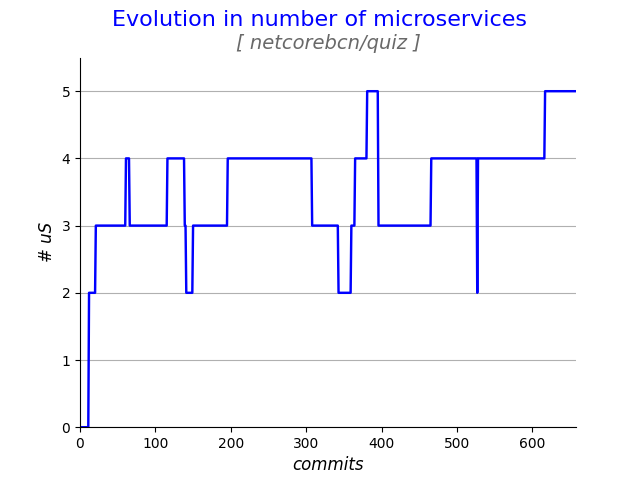 Evolution in number of microservices
[ netcorebcn/quiz ]
5
4
3
2
1
0
# uS
0 100 200 300 400 500 600
commits